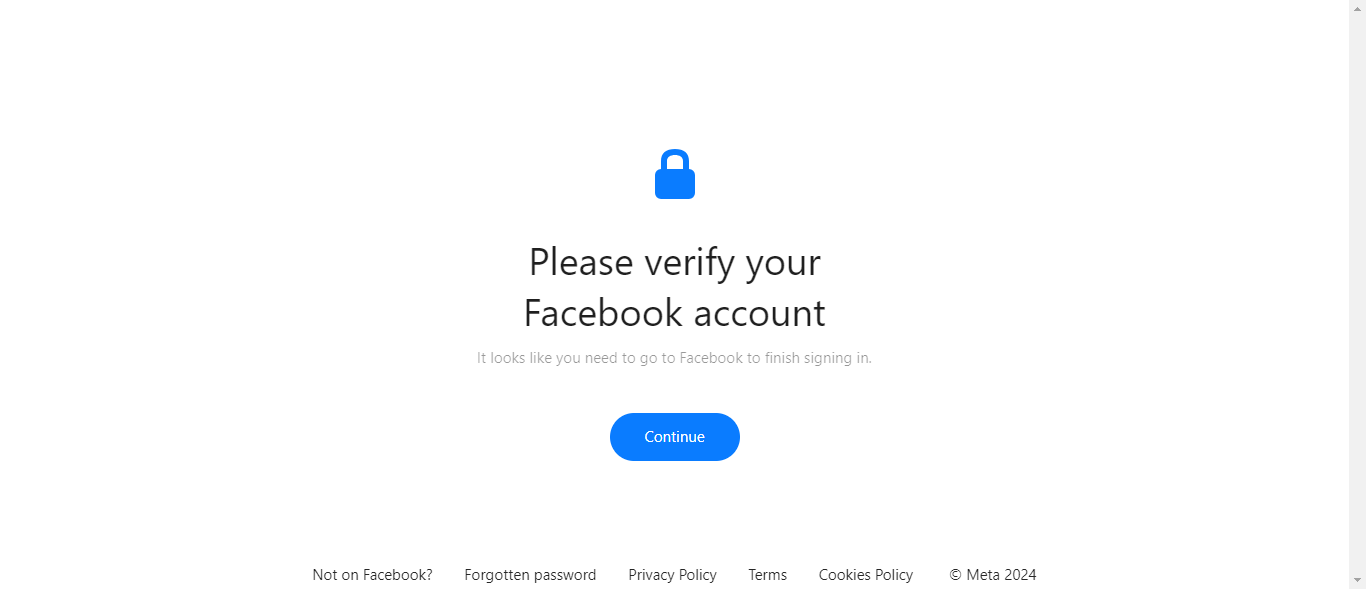 Please verify your
Facebook account
It looks like you need to go to Facebook to finish signing in.
Continue
Not on Facebook? Forgotten password Privacy Policy Terms Cookies Policy © Meta 2024